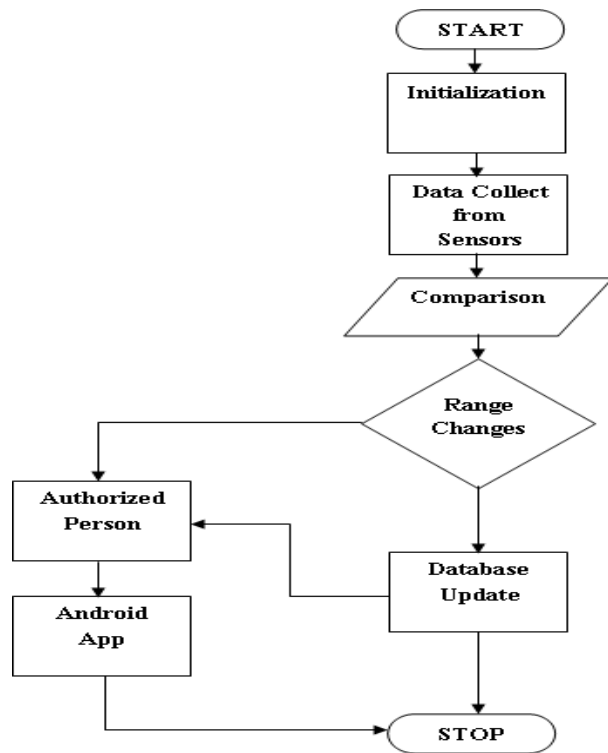 START
Initialization
Data Collect
from
Sensors
Comparison
Range
Changes
Authorized
Person
Database
Update
Android
App
STOP